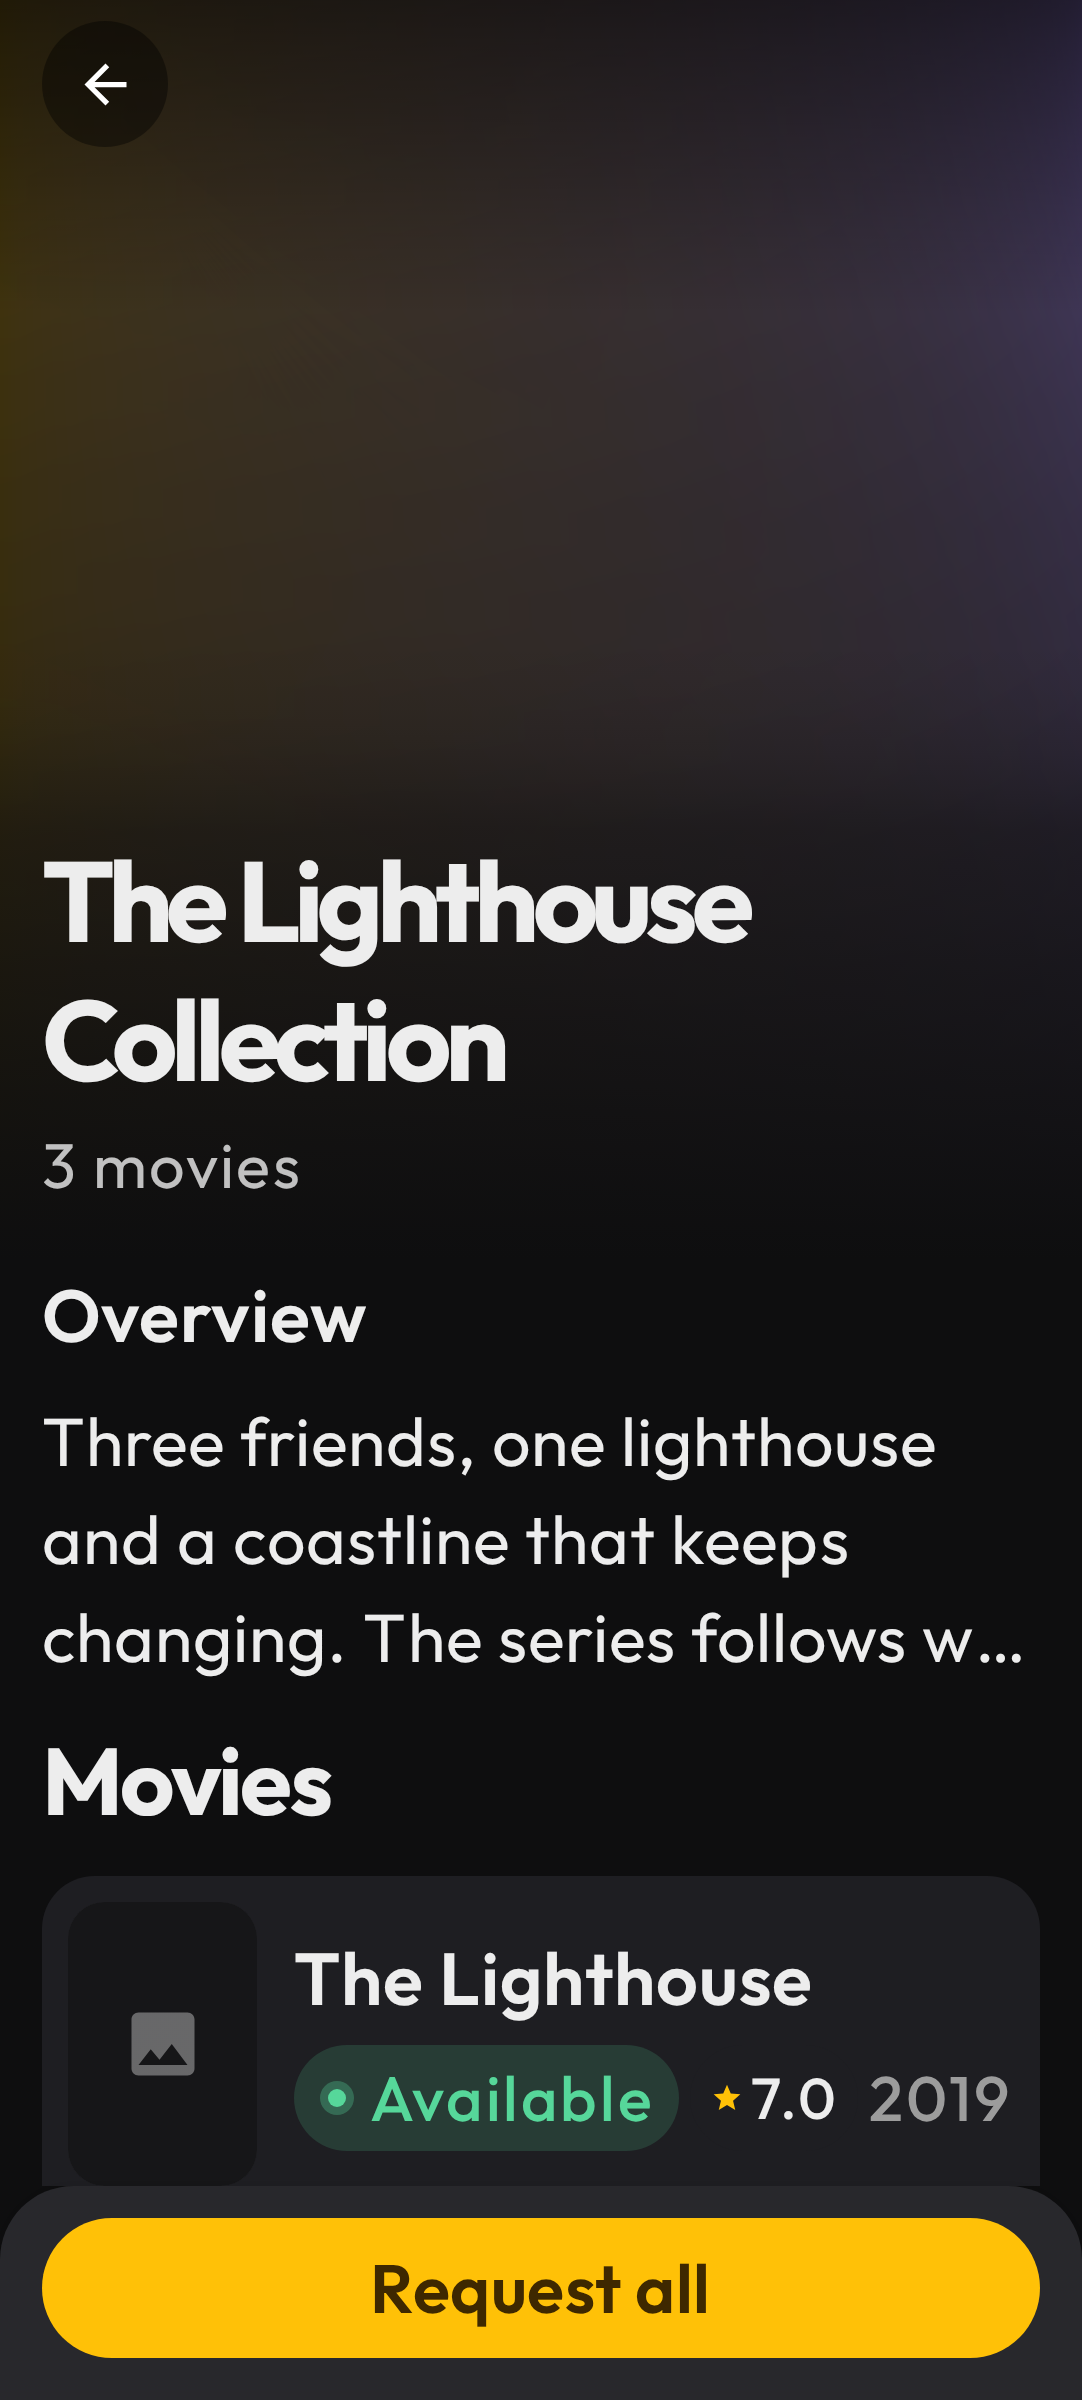 The Lighthouse
Collection
3 movies
Overview
Three friends, one lighthouse
and a coastline that keeps
changing. The series follows w…
Movies
The Lighthouse
Available 7.0 2019
Request all